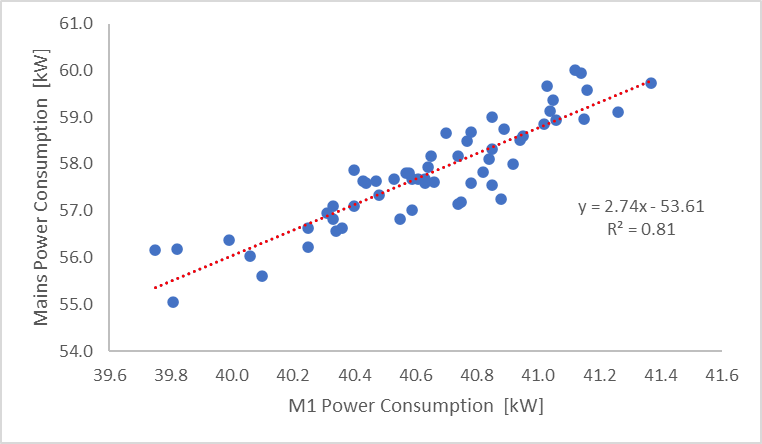 61.0
60.0
59.0
58.0
57.0
56.0
55.0
54.0
Mains Power Consumption [kW]
y = 2.74x - 53.61
R² = 0.81
39.6 39.8 40.0 40.2 40.4 40.6 40.8 41.0 41.2 41.4 41.6
M1 Power Consumption [kW]